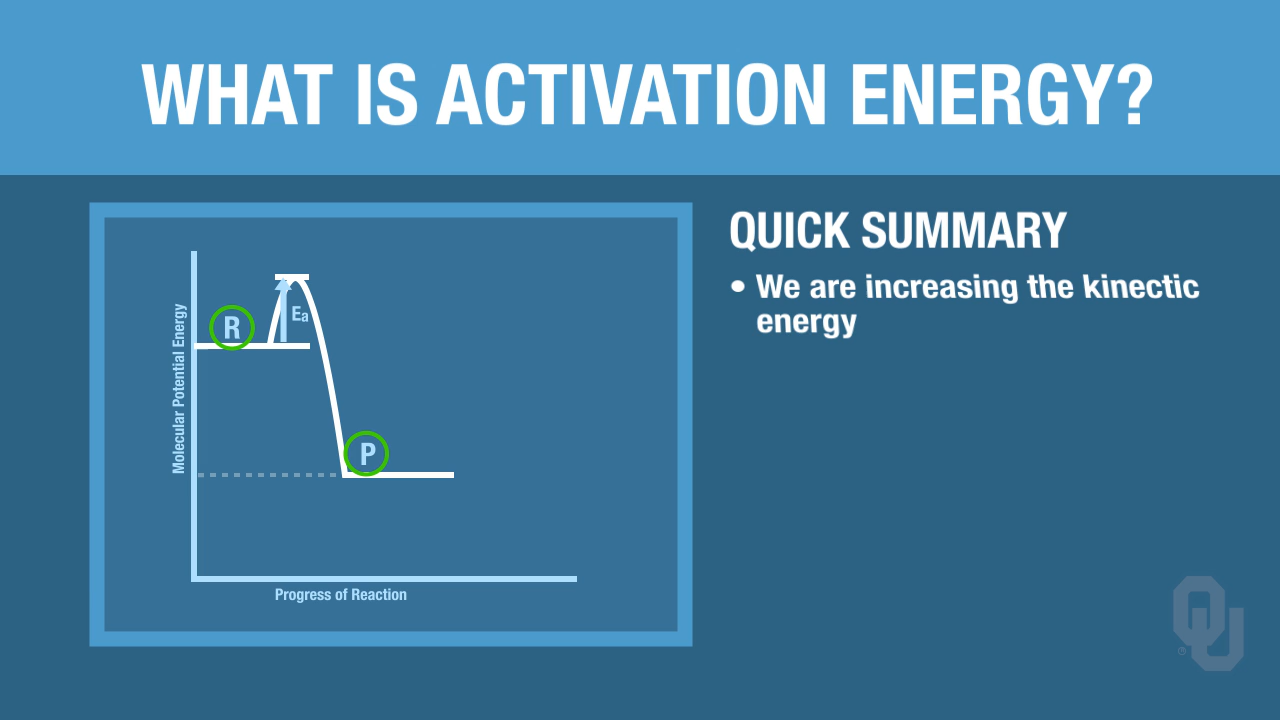 WHAT IS ACTIVATION ENERGY?
QUICK SUMMARY
• We are increasing the kinectic
energy
Molecular Potential Energy
R
Ea
P
Progress of Reaction
OU
®